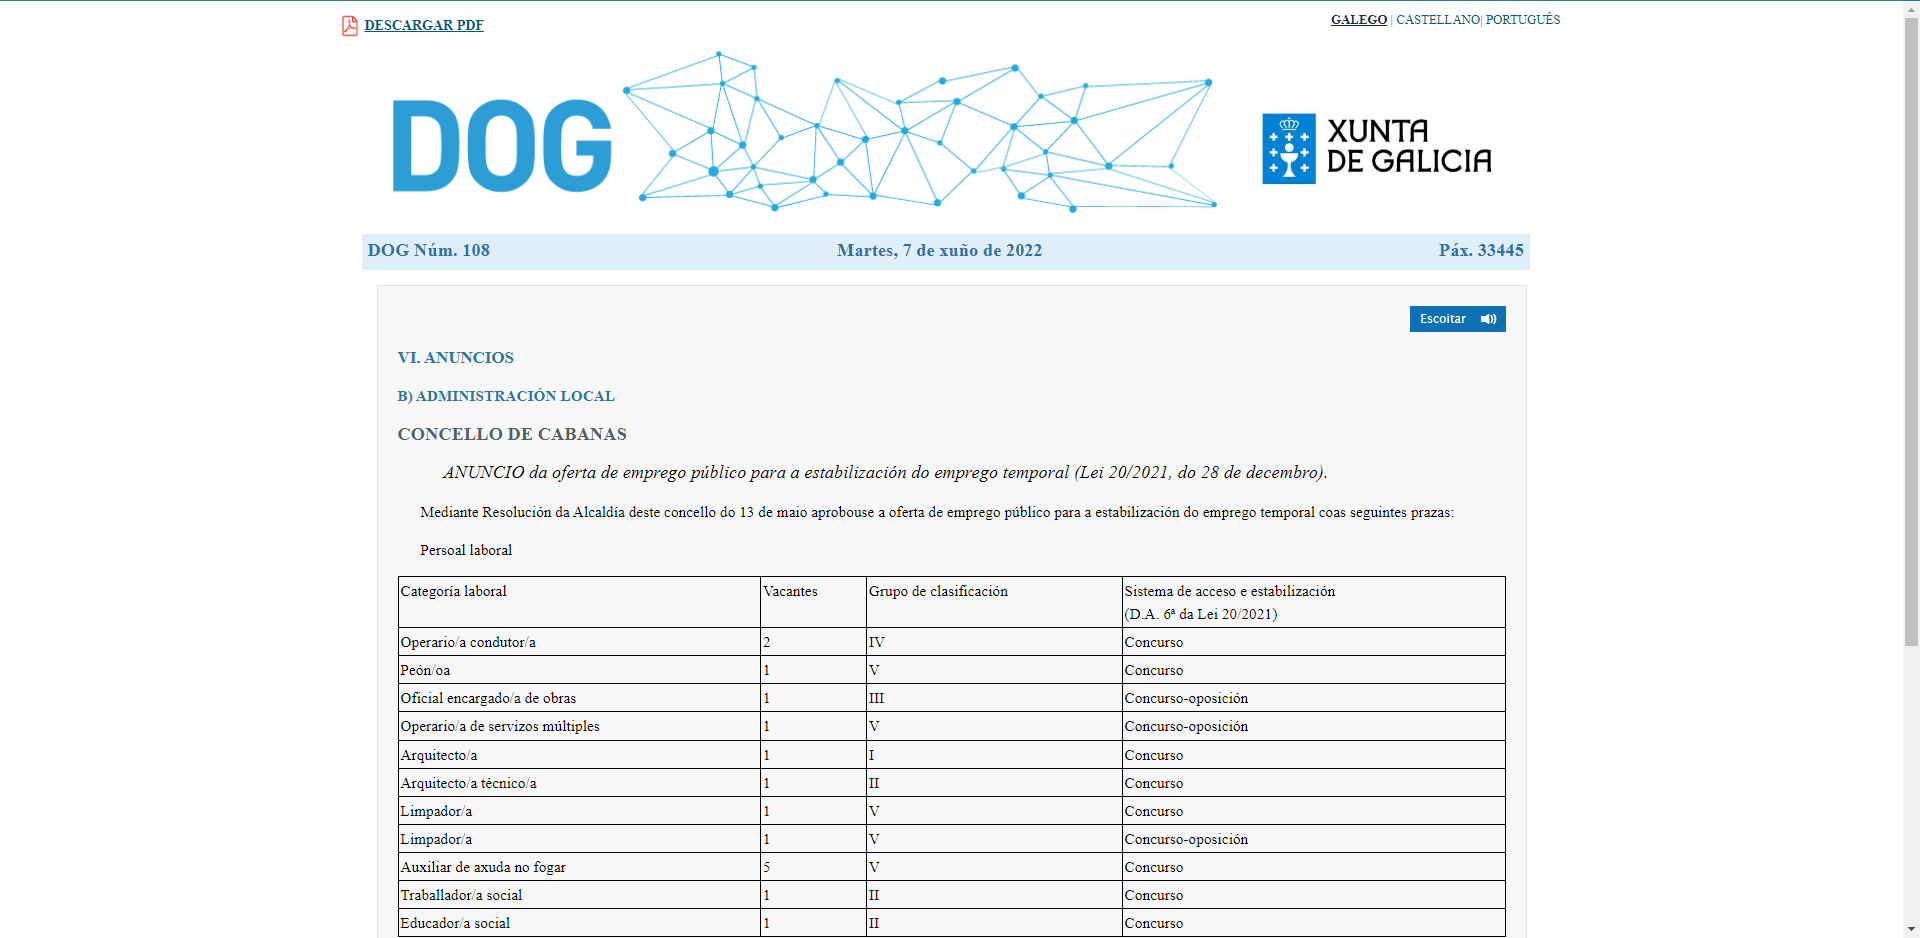 DESCARGAR PDF
GALEGO | CASTELLANO| PORTUGUÊS
DOG
XUNTA
DE GALICIA
DOG Núm. 108 Martes, 7 de xuño de 2022 Páx. 33445
Escoitar
VI. ANUNCIOS
B) ADMINISTRACIÓN LOCAL
CONCELLO DE CABANAS
ANUNCIO da oferta de emprego público para a estabilización do emprego temporal (Lei 20/2021, do 28 de decembro).
Mediante Resolución da Alcaldía deste concello do 13 de maio aprobouse a oferta de emprego público para a estabilización do emprego temporal coas seguintes prazas:
Persoal laboral
Categoría laboral Vacantes Grupo de clasificación Sistema de acceso e estabilización
(D.A. 6ª da Lei 20/2021)
Operario/a condutor/a 2 IV Concurso
Peón/oa 1 V Concurso
Oficial encargado/a de obras 1 III Concurso-oposición
Operario/a de servizos múltiples 1 V Concurso-oposición
Arquitecto/a 1 I Concurso
Arquitecto/a técnico/a 1 II Concurso
Limpador/a 1 V Concurso
Limpador/a 1 V Concurso-oposición
Auxiliar de axuda no fogar 5 V Concurso
Traballador/a social 1 II Concurso
Educador/a social 1 II Concurso